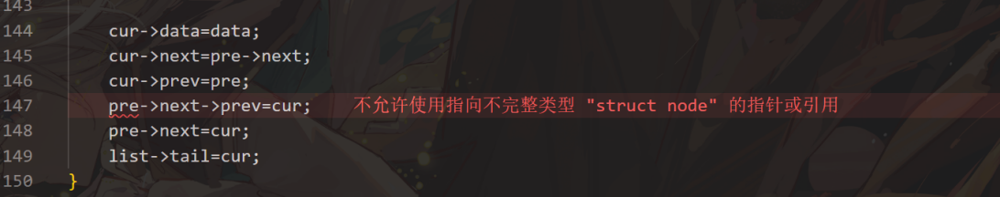 143
144 cur->data=data;
145 cur->next=pre->next;
146 cur->prev=pre;
147 pre->next->prev=cur; 不允许使用指向不完整类型 "struct node" 的指针或引用
148 pre->next=cur;
149 list->tail=cur;
150 }